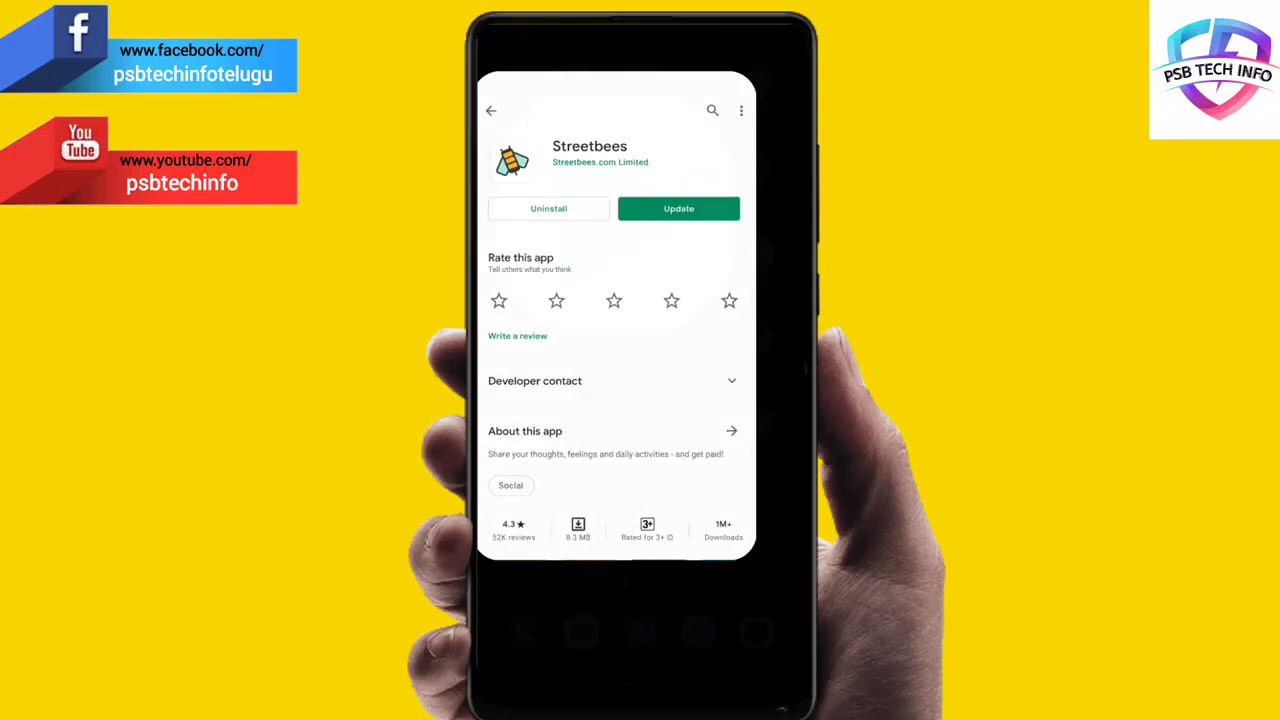 f
www.facebook.com/
psbtechinfotelugu
You
Tube
www.youtube.com/
psbtechinfo
PSB TECH INFO
Streetbees
Streetbees.com Limited
Uninstall
Update
Rate this app
Tell others what you think
Write a review
Developer contact
About this app
Share your thoughts, feelings and daily activities - and get paid!
Social
4.3★
52K reviews
8.3 MB
3+
Rated for 3+
1M+
Downloads